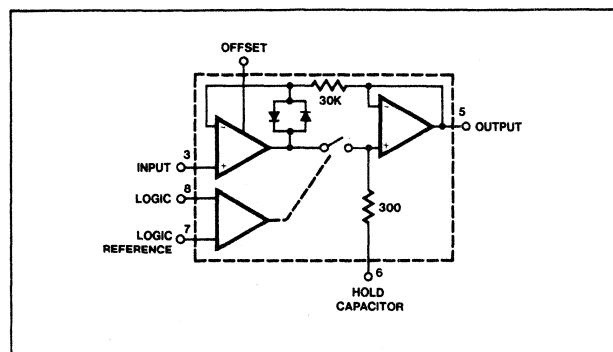 OFFSET
30K
-
+
-
+
5
OUTPUT
3
INPUT
8
LOGIC
7
LOGIC
REFERENCE
300
6
HOLD
CAPACITOR